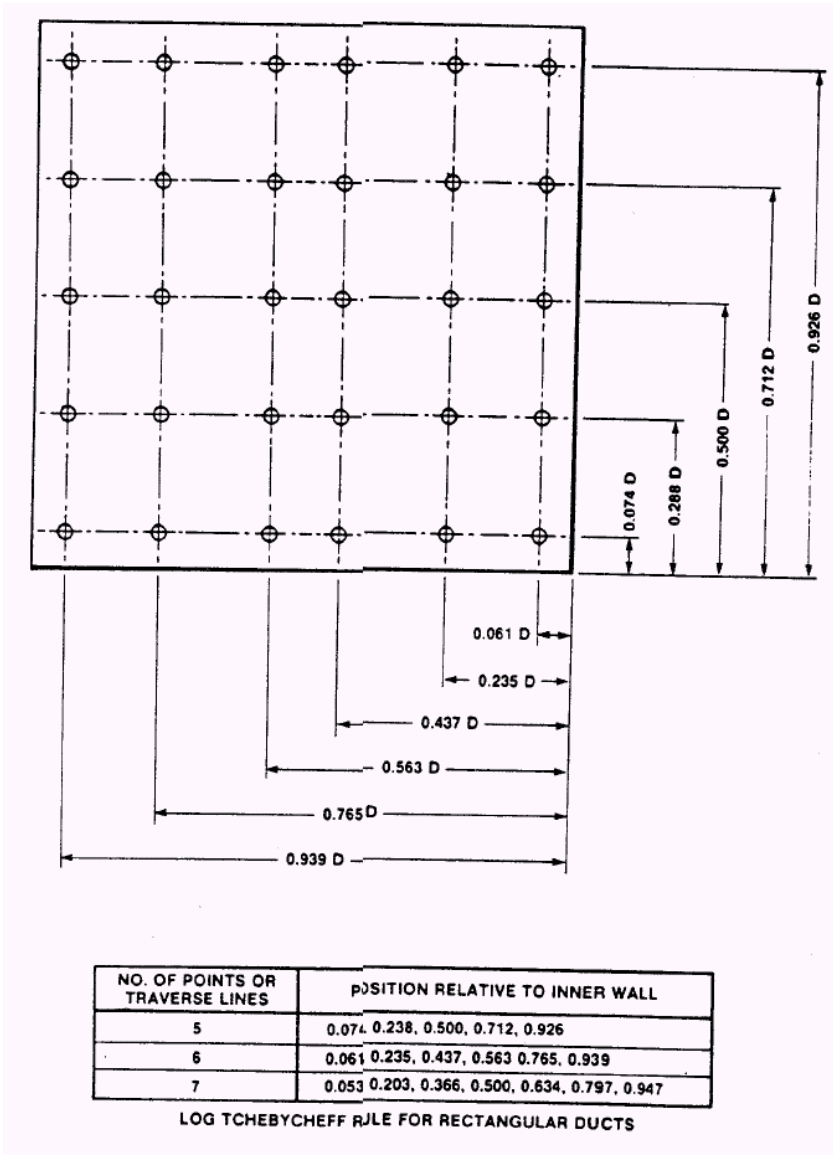 0.926 D
0.712 D
0.500 D
0.288 D
0.074 D
0.061 D
0.235 D
0.437 D
0.563 D
0.765 D
0.939 D
NO. OF POINTS OR
TRAVERSE LINES
POSITION RELATIVE TO INNER WALL
5
0.074 0.238, 0.500, 0.712, 0.926
6
0.061 0.235, 0.437, 0.563 0.765, 0.939
7
0.053 0.203, 0.366, 0.500, 0.634, 0.797, 0.947
LOG TCHEBYCHEFF RULE FOR RECTANGULAR DUCTS